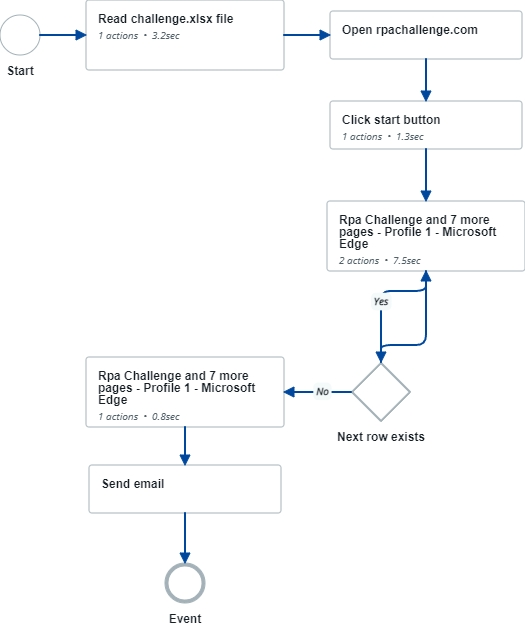 Start
Read challenge.xlsx file
1 actions • 3.2sec
Open rpachallenge.com
Click start button
1 actions • 1.3sec
Rpa Challenge and 7 more
pages - Profile 1 - Microsoft
Edge
2 actions • 7.5sec
Yes
Next row exists
No
Rpa Challenge and 7 more
pages - Profile 1 - Microsoft
Edge
1 actions • 0.8sec
Send email
Event